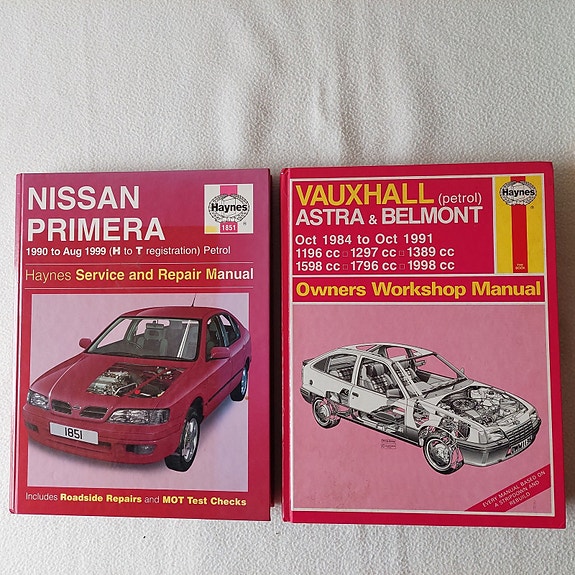 NISSAN
PRIMERA
Haynes
1851
1990 to Aug 1999 (H to T registration) Petrol
Haynes Service and Repair Manual
1851
Includes Roadside Repairs and MOT Test Checks
VAUXHALL (petrol)
ASTRA & BELMONT
Haynes
Oct 1984 to Oct 1991
1196 cc □ 1297 cc □ 1389 cc
1598 cc □ 1796 cc □ 1998 cc
Owners Workshop Manual
EVERY MANUAL BASED ON
A STRIPDOWN AND
REBUILD